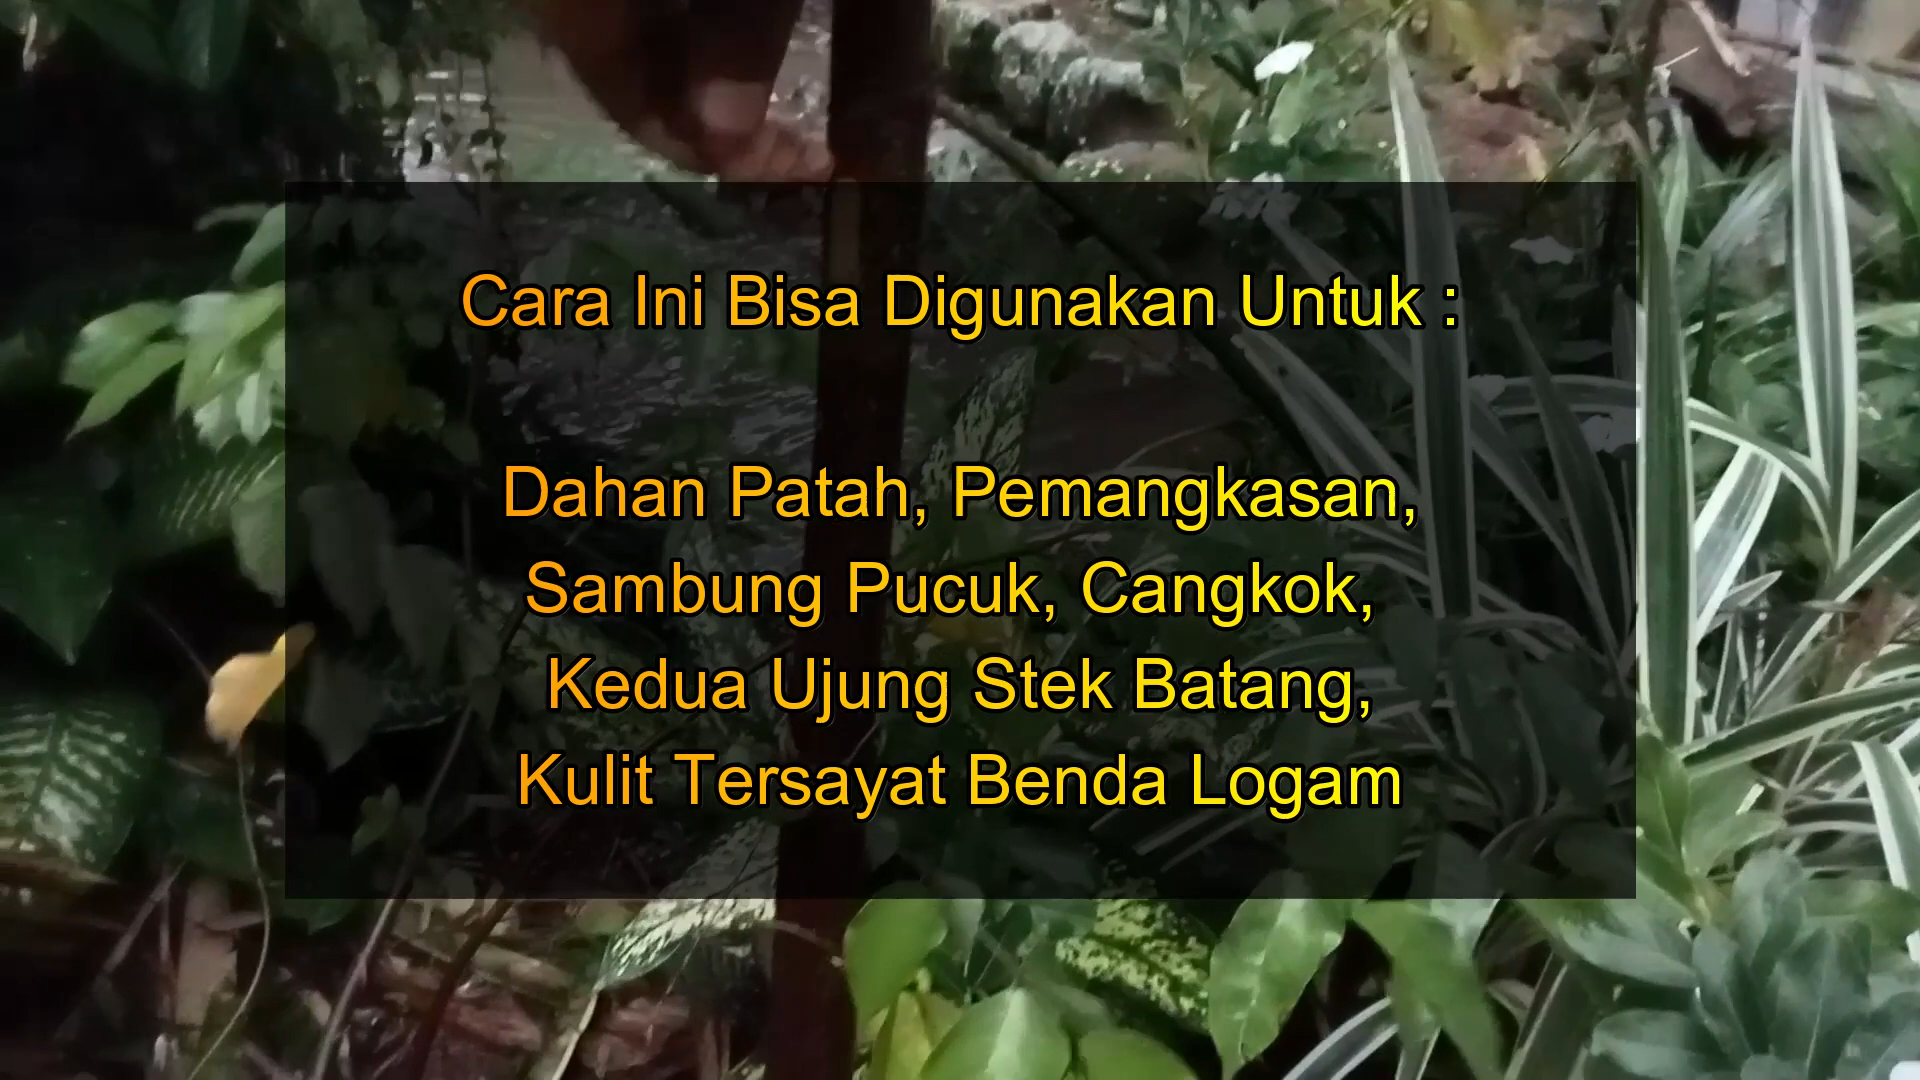 Cara Ini Bisa Digunakan Untuk :
Dahan Patah, Pemangkasan,
Sambung Pucuk, Cangkok,
Kedua Ujung Stek Batang,
Kulit Tersayat Benda Logam